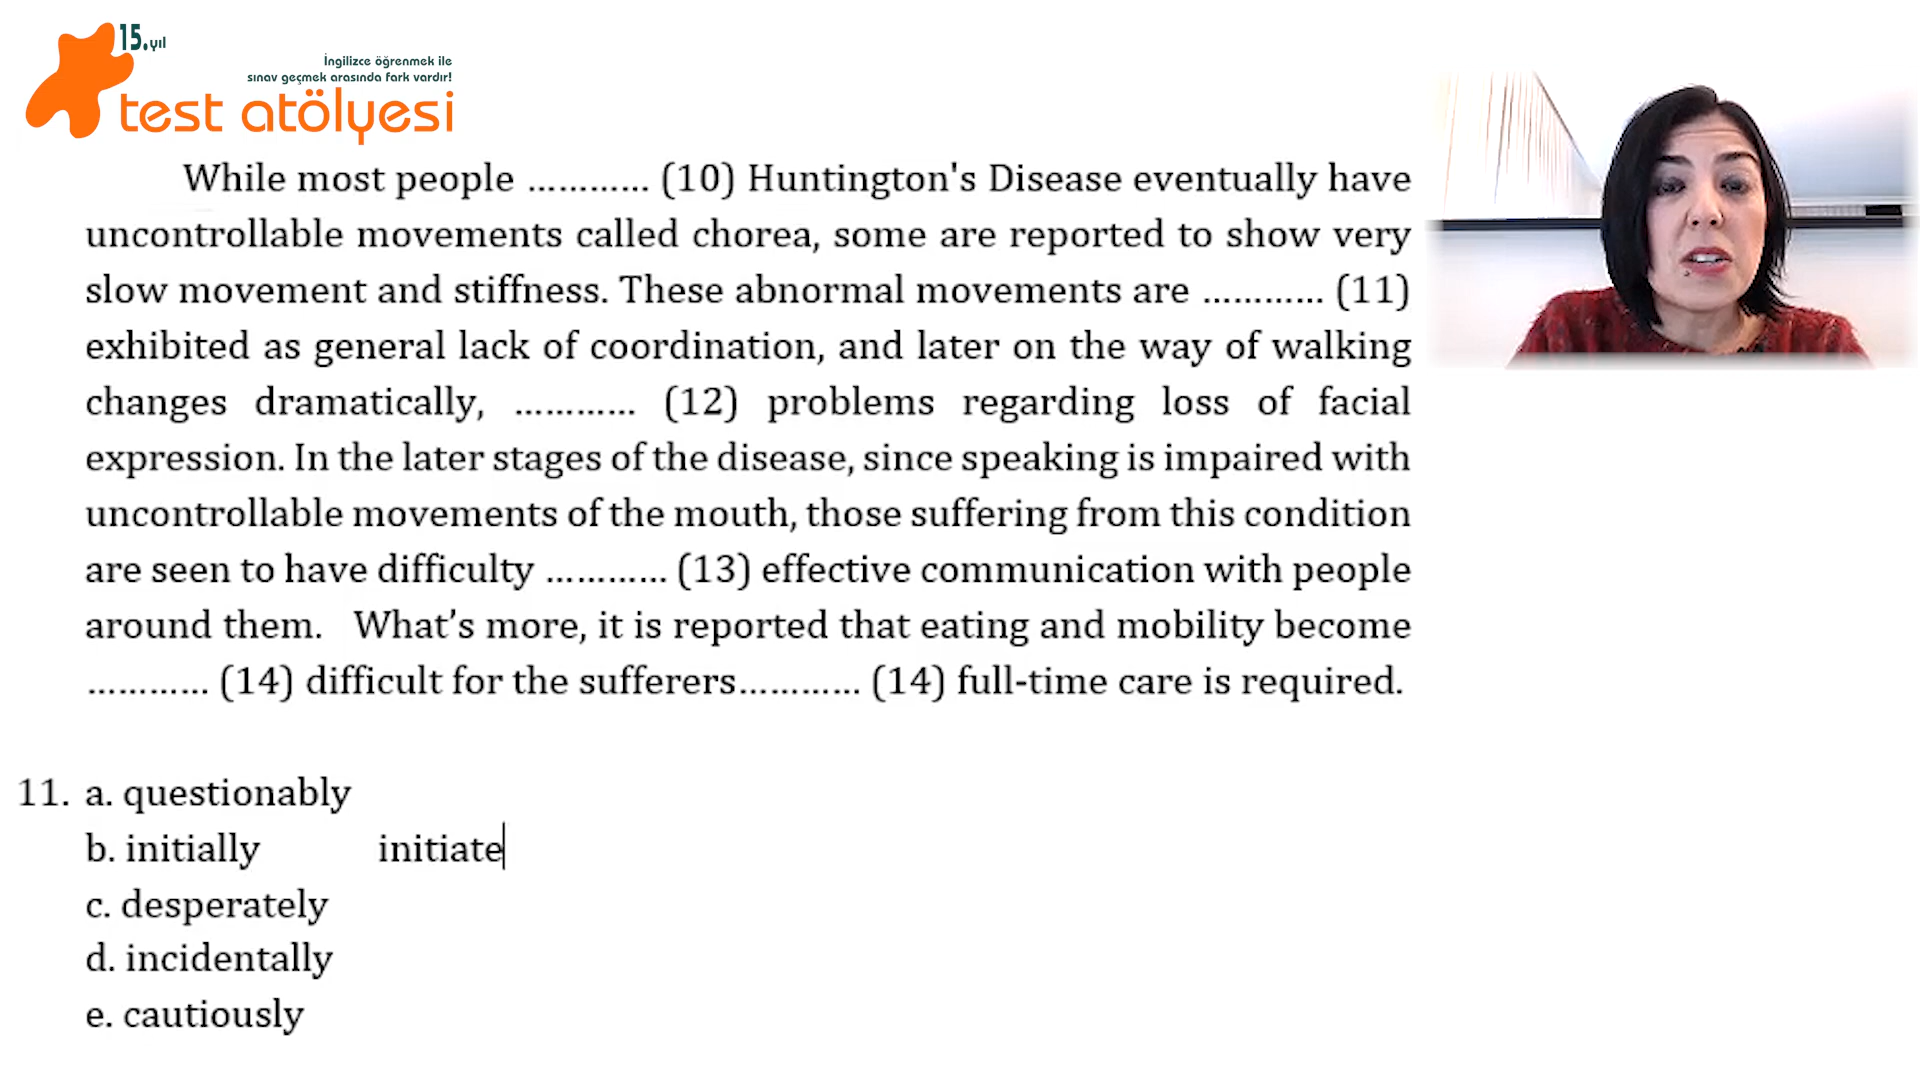 15.yıl
İngilizce öğrenmek ile
sınav geçmek arasında fark vardır!
test atölyesi
While most people ............ (10) Huntington's Disease eventually have
uncontrollable movements called chorea, some are reported to show very
slow movement and stiffness. These abnormal movements are ............ (11)
exhibited as general lack of coordination, and later on the way of walking
changes dramatically, ............ (12) problems regarding loss of facial
expression. In the later stages of the disease, since speaking is impaired with
uncontrollable movements of the mouth, those suffering from this condition
are seen to have difficulty ............ (13) effective communication with people
around them. What’s more, it is reported that eating and mobility become
............ (14) difficult for the sufferers............ (14) full-time care is required.
11. a. questionably
b. initially initiate
c. desperately
d. incidentally
e. cautiously